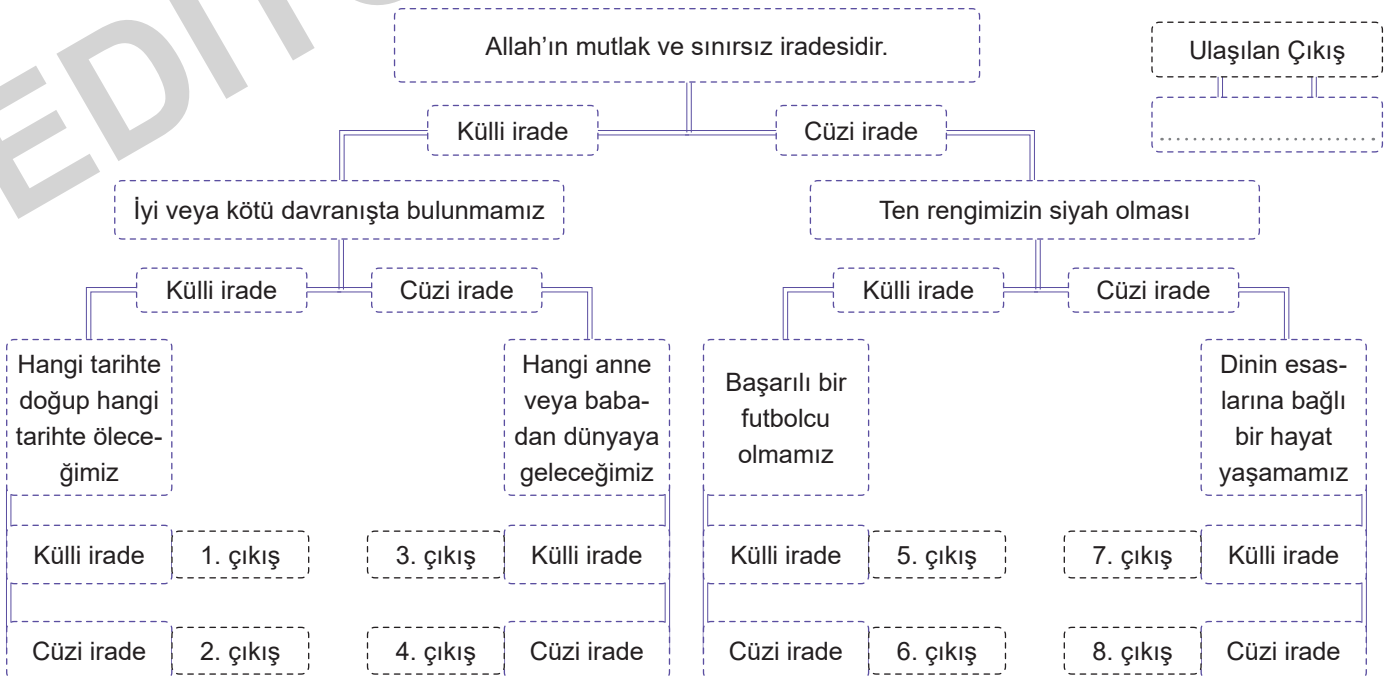 EDİT
Allah’ın mutlak ve sınırsız iradesidir.
Ulaşılan Çıkış
..........................
Külli irade
Cüzi irade
İyi veya kötü davranışta bulunmamız
Ten rengimizin siyah olması
Külli irade
Cüzi irade
Külli irade
Cüzi irade
Hangi tarihte
doğup hangi
tarihte ölece-
ğimiz
Hangi anne
veya baba-
dan dünyaya
geleceğimiz
Başarılı bir
futbolcu
olmamız
Dinin esas-
larına bağlı
bir hayat
yaşamamız
Külli irade
1. çıkış
3. çıkış
Külli irade
Külli irade
5. çıkış
7. çıkış
Külli irade
Cüzi irade
2. çıkış
4. çıkış
Cüzi irade
Cüzi irade
6. çıkış
8. çıkış
Cüzi irade